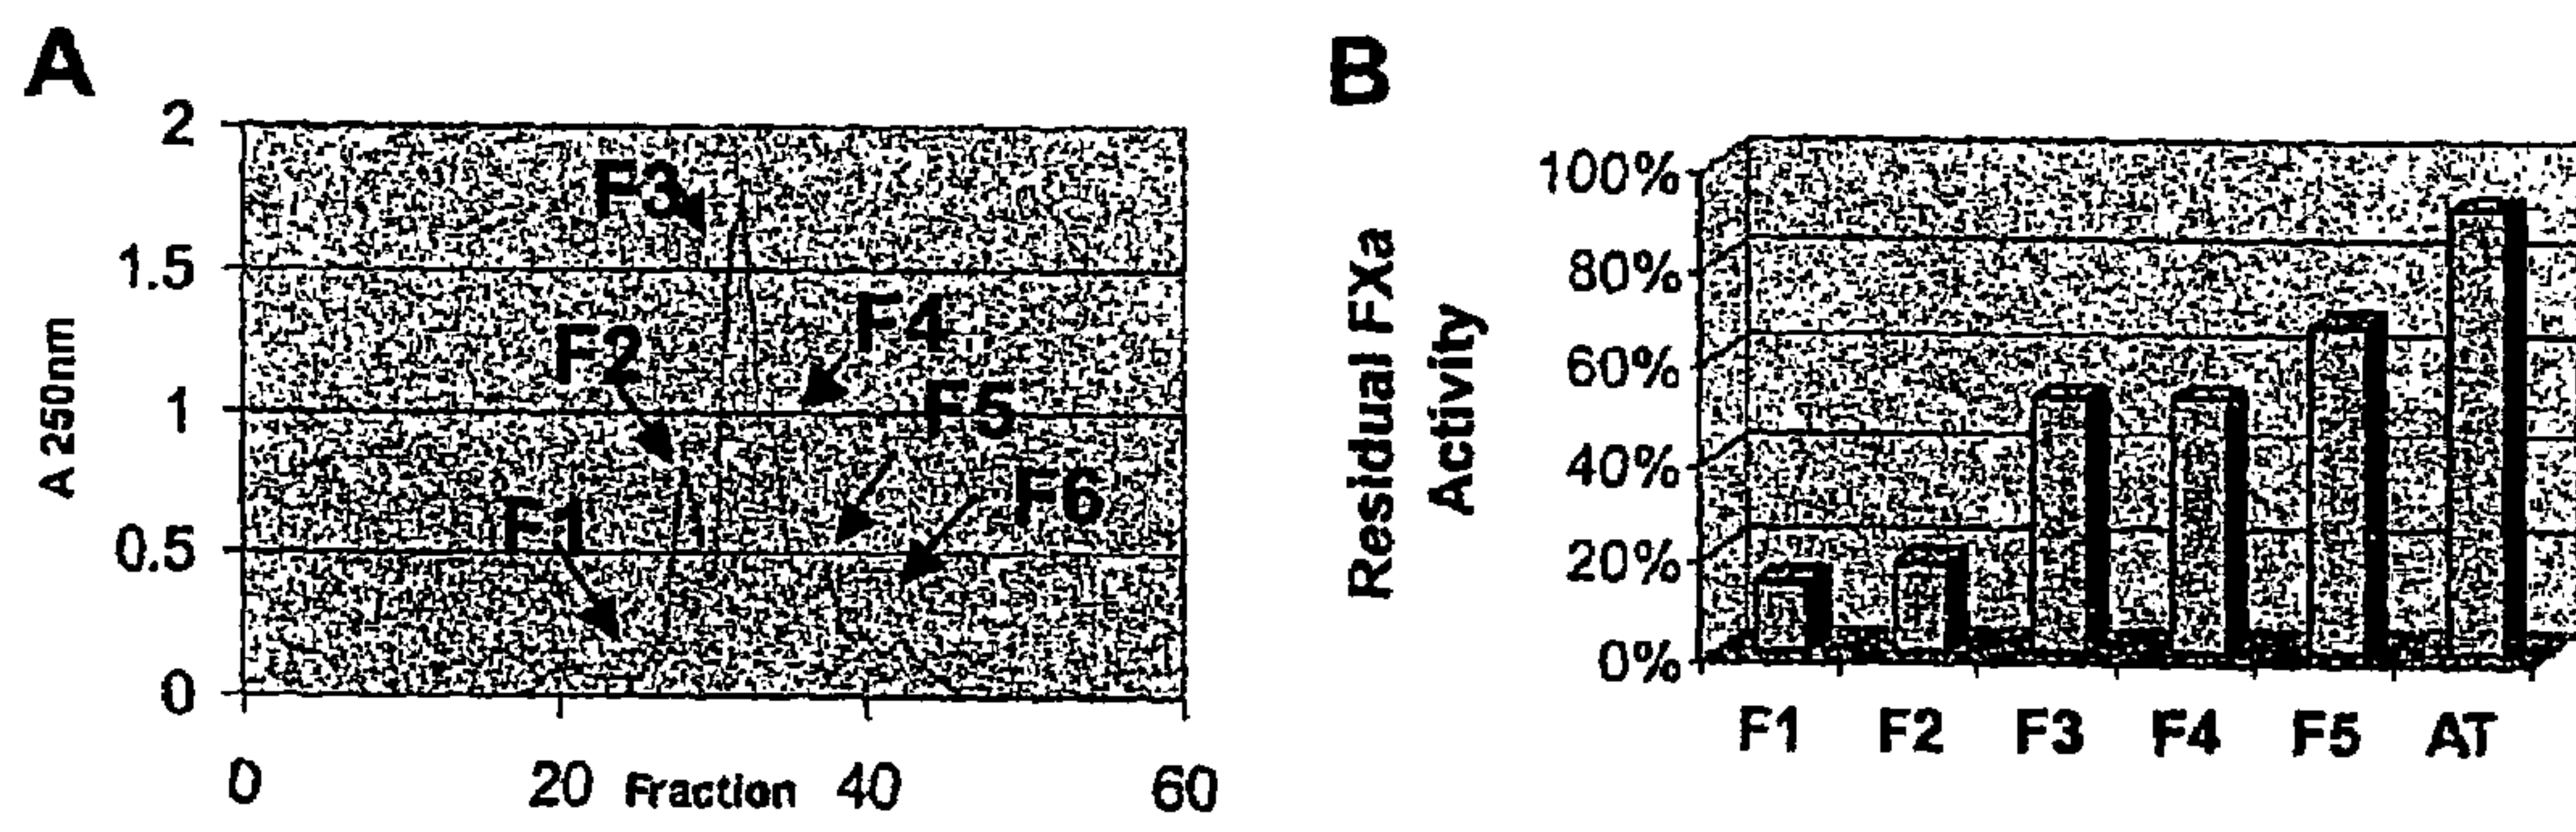 A
2
1.5
1
0.5
0
A 250nm
F3
F2
F4
F5
F1
F6
0 20 Fraction 40 60
B
100%
80%
60%
40%
20%
0%
Residual FXa
Activity
F1 F2 F3 F4 F5 AT